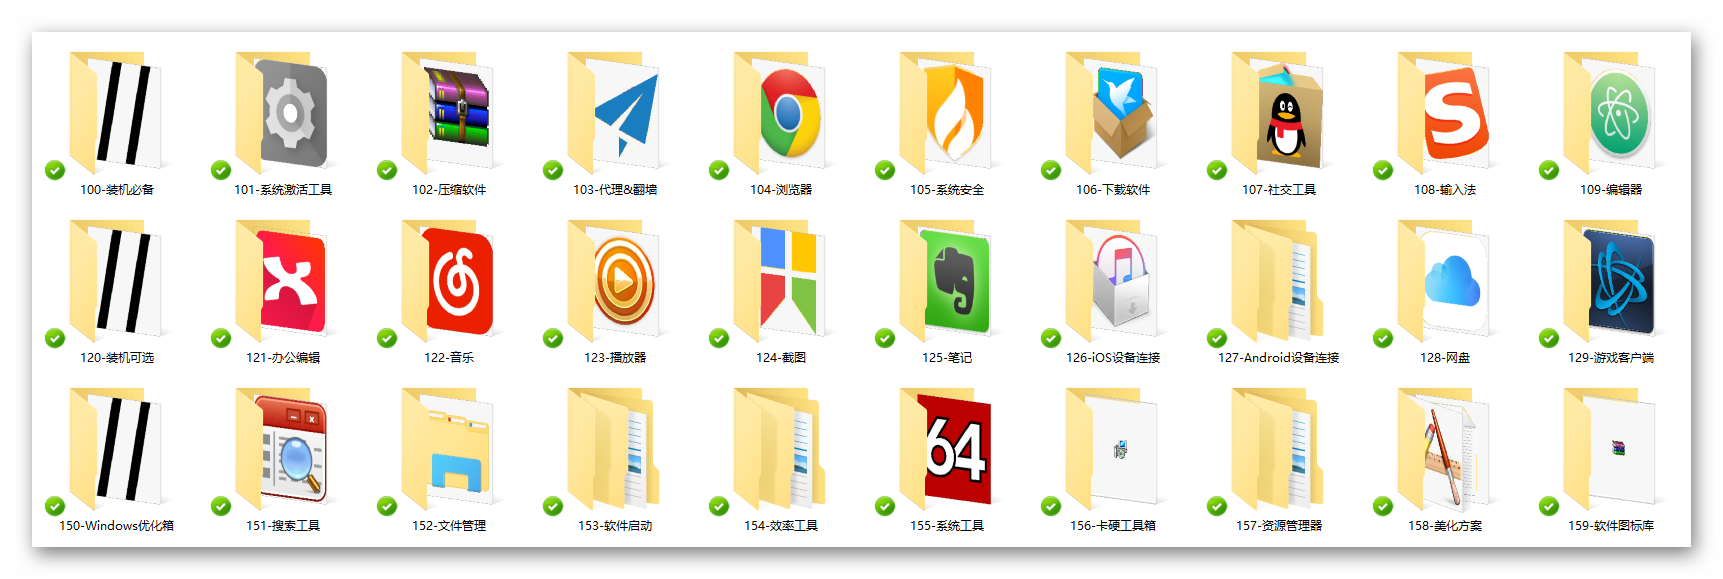 100-装机必备
101-系统激活工具
102-压缩软件
103-代理&翻墙
104-浏览器
105-系统安全
106-下载软件
107-社交工具
108-输入法
109-编辑器
120-装机可选
121-办公编辑
122-音乐
123-播放器
124-截图
125-笔记
126-iOS设备连接
127-Android设备连接
128-网盘
129-游戏客户端
64
150-Windows优化箱
151-搜索工具
152-文件管理
153-软件启动
154-效率工具
155-系统工具
156-卡硬工具箱
157-资源管理器
158-美化方案
159-软件图标库